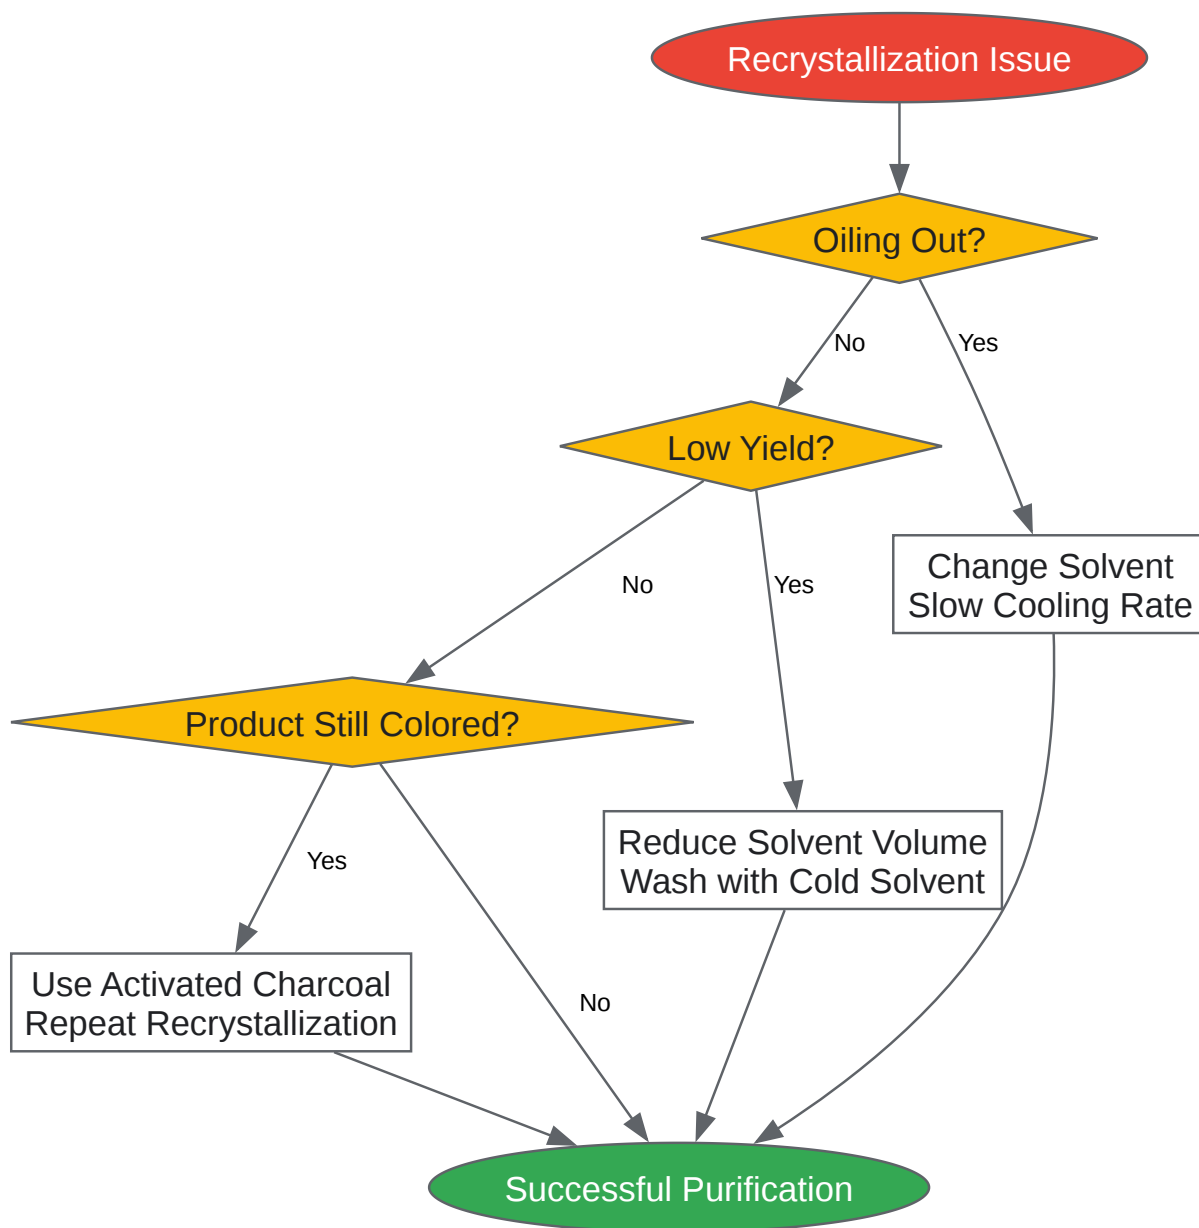 Recrystallization Issue
Oiling Out?
No
Yes
Low Yield?
Change Solvent
Slow Cooling Rate
No
Yes
Product Still Colored?
Reduce Solvent Volume
Wash with Cold Solvent
Yes
Use Activated Charcoal
Repeat Recrystallization
No
Successful Purification